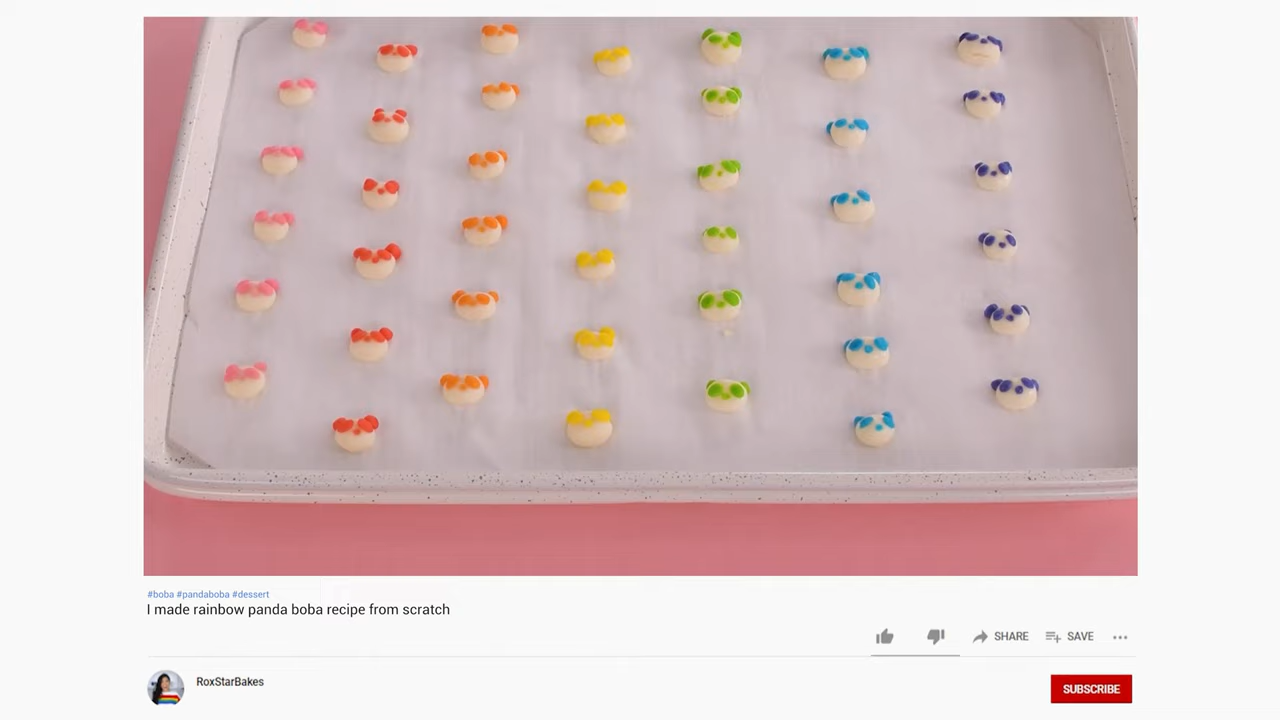 #boba #pandaboba #dessert
I made rainbow panda boba recipe from scratch
SHARE SAVE
RoxStarBakes
SUBSCRIBE